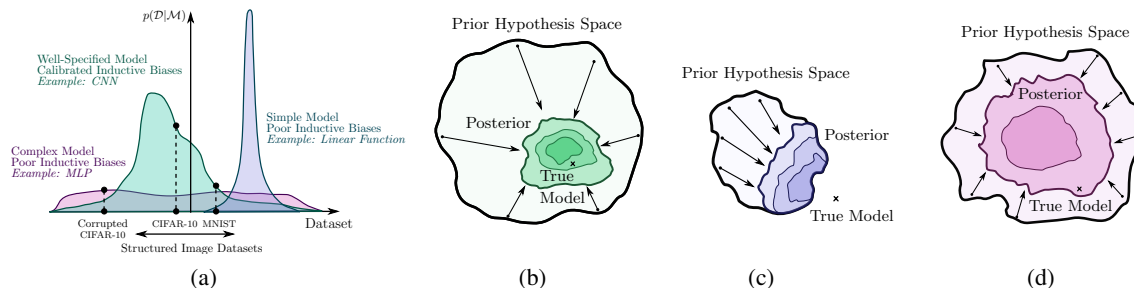 p(D|M)
Well-Specified Model
Calibrated Inductive Biases
Example: CNN
Simple Model
Poor Inductive Biases
Example: Linear Function
Complex Model
Poor Inductive Biases
Example: MLP
Corrupted
CIFAR-10
CIFAR-10
MNIST
Dataset
Structured Image Datasets
(a)
Prior Hypothesis Space
Posterior
True
Model
(b)
Prior Hypothesis Space
Posterior
True Model
(c)
Prior Hypothesis Space
Posterior
True Model
(d)